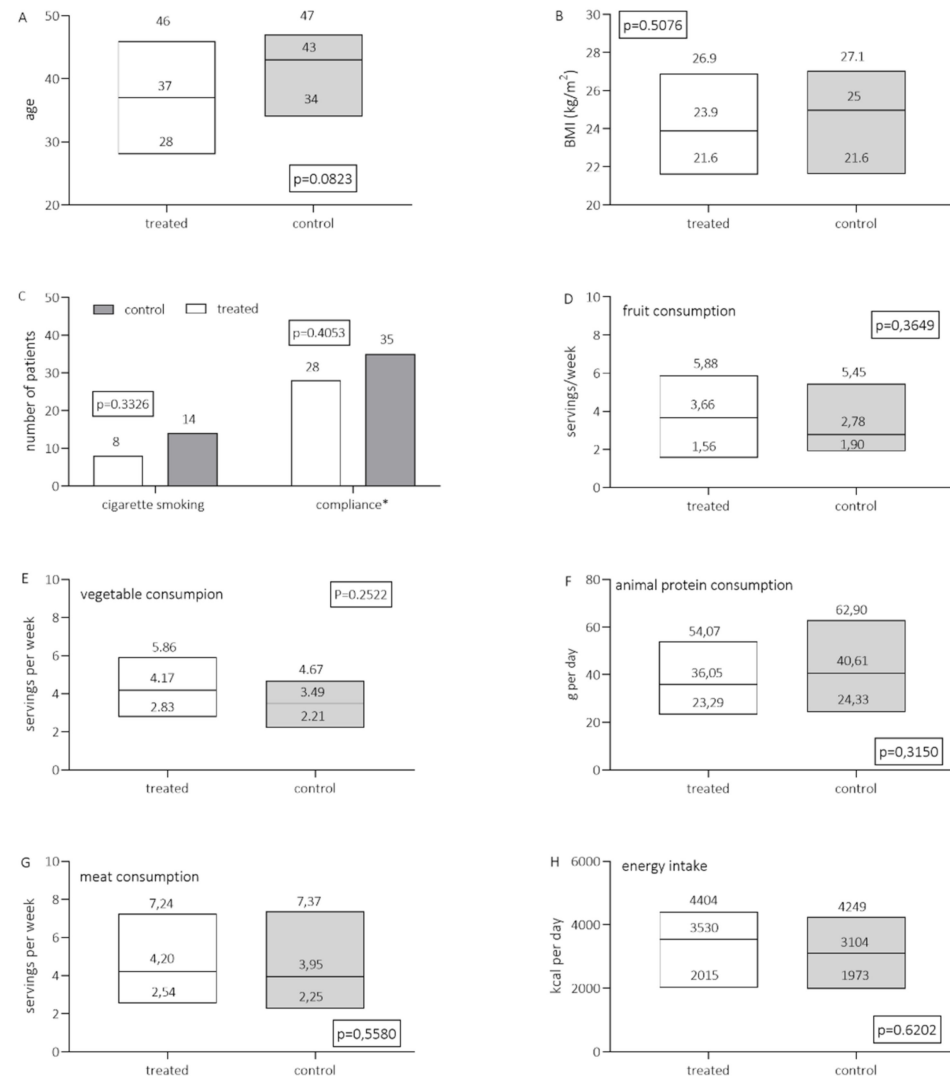 A
50
40
30
20
age
46
37
28
47
43
34
p=0.0823
treated
control
B
30
28
26
24
22
20
BMI (kg/m²)
p=0.5076
26.9
23.9
21.6
27.1
25
21.6
treated
control
C
50
40
30
20
10
0
number of patients
control
treated
p=0.3326
8
14
p=0.4053
28
35
cigarette smoking
compliance*
D
10
8
6
4
2
0
servings/week
fruit consumption
p=0,3649
5,88
3,66
1,56
5,45
2,78
1,90
treated
control
E
10
8
6
4
2
0
servings per week
vegetable consumpion
P=0.2522
5.86
4.17
2.83
4.67
3.49
2.21
treated
control
F
80
60
40
20
0
g per day
animal protein consumption
54,07
36,05
23,29
62,90
40,61
24,33
p=0,3150
treated
control
G
10
8
6
4
2
0
servings per week
meat consumption
7,24
4,20
2,54
7,37
3,95
2,25
p=0,5580
treated
control
H
6000
4000
2000
0
kcal per day
energy intake
4404
3530
2015
4249
3104
1973
p=0.6202
treated
control